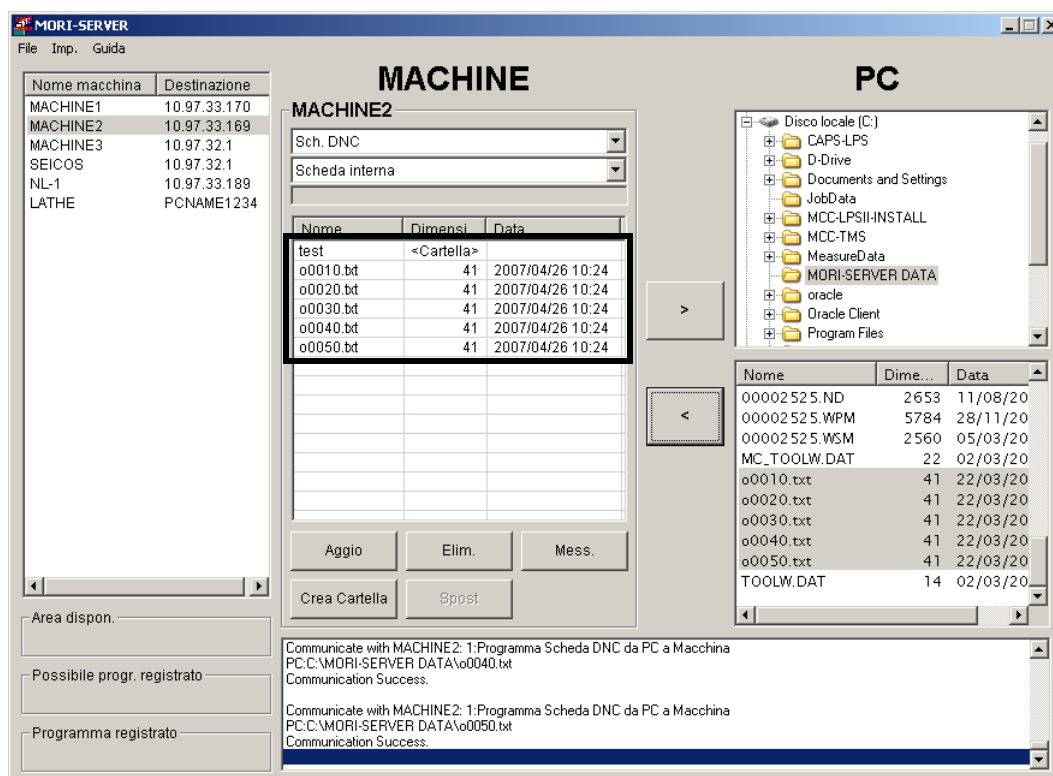 MORI-SERVER
File Imp. Guida
MACHINE
PC
Nome macchina Destinazione
MACHINE1 10.97.33.170
MACHINE2 10.97.33.169
MACHINE3 10.97.32.1
SEICOS 10.97.32.1
NL-1 10.97.33.189
LATHE PCNAME1234
MACHINE2
Sch. DNC
Scheda interna
Nome Dimensi Data
test <Cartella>
o0010.txt 41 2007/04/26 10:24
o0020.txt 41 2007/04/26 10:24
o0030.txt 41 2007/04/26 10:24
o0040.txt 41 2007/04/26 10:24
o0050.txt 41 2007/04/26 10:24
Aggio Elim. Mess.
Crea Cartella Spost
>
<
Disco locale (C:)
CAPS-LPS
D-Drive
Documents and Settings
JobData
MCC-LPSII-INSTALL
MCC-TMS
MeasureData
MORI-SERVER DATA
oracle
Oracle Client
Program Files
Nome Dime... Data
00002525.ND 2653 11/08/20
00002525.WPM 5784 28/11/20
00002525.WSM 2560 05/03/20
MC_TOOLW.DAT 22 02/03/20
o0010.txt 41 22/03/20
o0020.txt 41 22/03/20
o0030.txt 41 22/03/20
o0040.txt 41 22/03/20
o0050.txt 41 22/03/20
TOOLW.DAT 14 02/03/20
Area dispon.
Possibile progr. registrato
Programma registrato
Communicate with MACHINE2: 1:Programma Scheda DNC da PC a Macchina
PC:C:\MORI-SERVER DATA\o0040.txt
Communication Success.
Communicate with MACHINE2: 1:Programma Scheda DNC da PC a Macchina
PC:C:\MORI-SERVER DATA\o0050.txt
Communication Success.